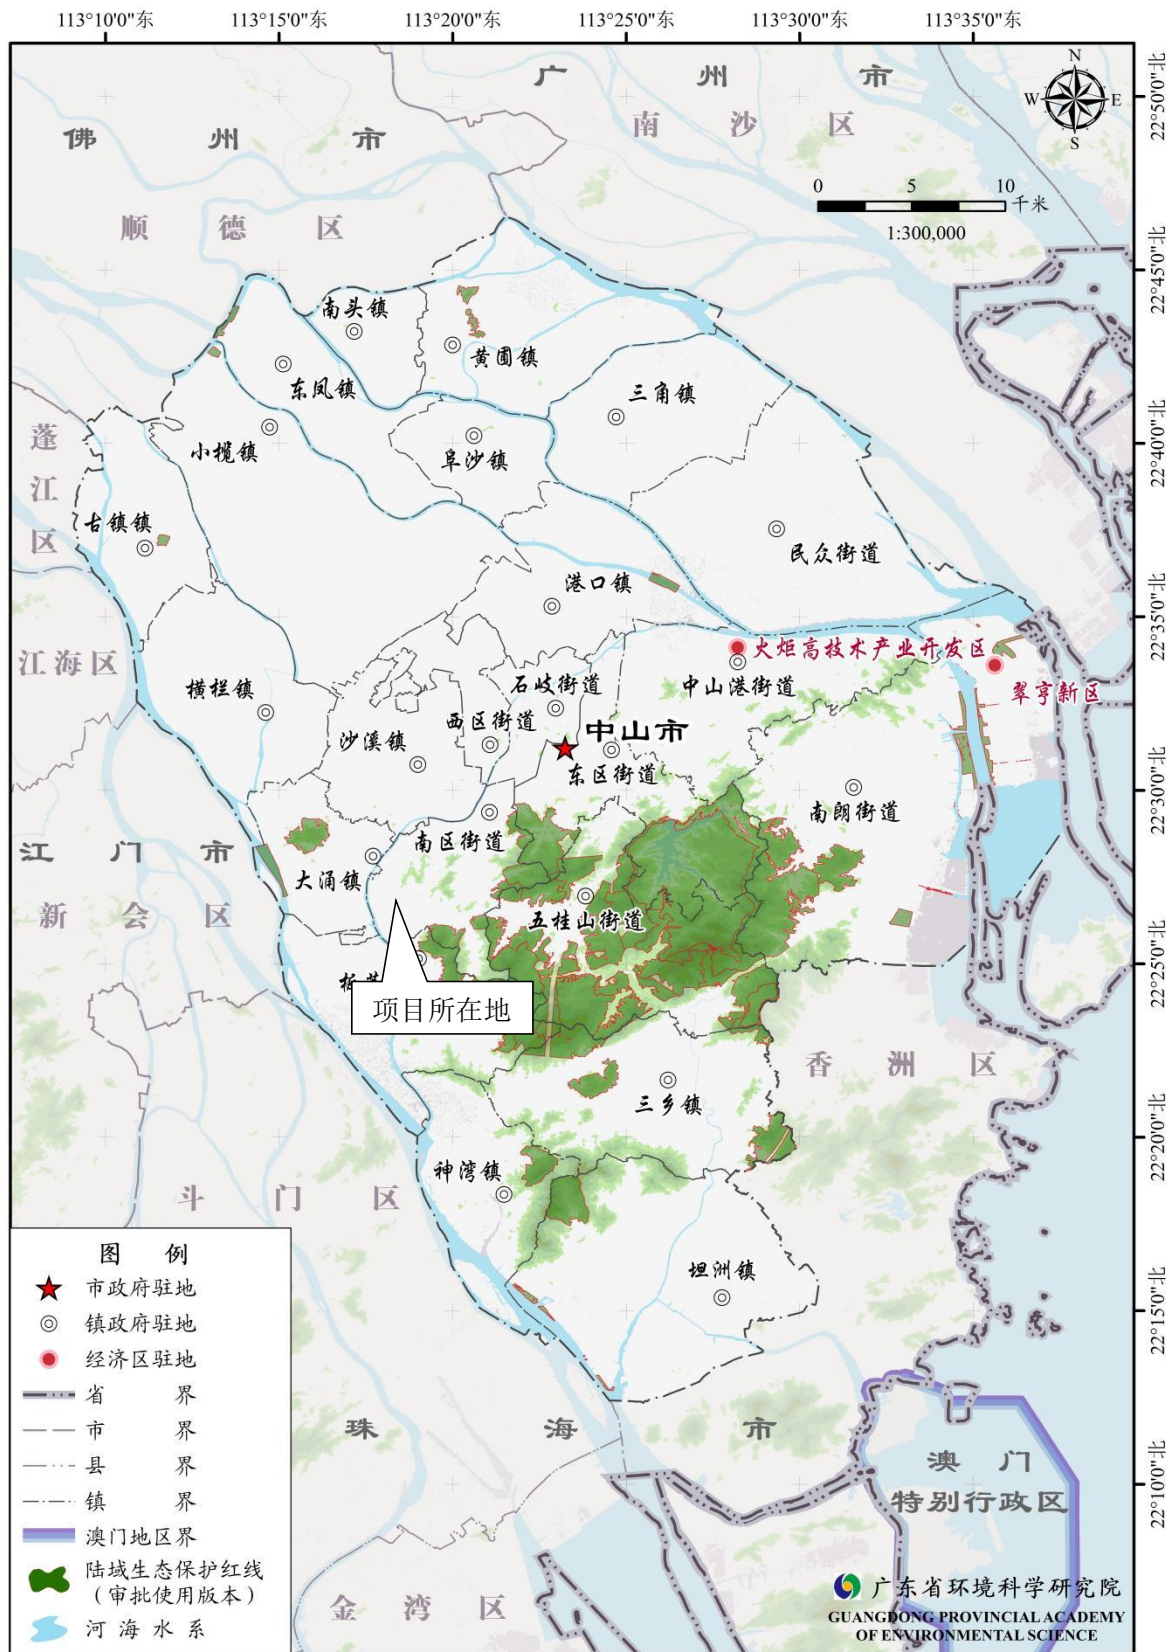 113°10'0"东 113°15'0"东 113°20'0"东 113°25'0"东 113°30'0"东 113°35'0"东
广州市
N
W E
S
22°50'0"北
南沙区
佛州市
0 5 10
千米
1:300,000
顺德区
22°45'0"北
南头镇
黄圃镇
东凤镇
三角镇
小榄镇
阜沙镇
22°40'0"北
蓬江区
古镇镇
民众街道
港口镇
22°35'0"北
火炬高技术产业开发区
江海区
中山港街道
翠亨新区
横栏镇
石岐街道
西区街道
沙溪镇
中山市
东区街道
22°30'0"北
南朗街道
南区街道
江门市
大涌镇
新会区
五桂山街道
22°25'0"北
项目所在地
香洲区
三乡镇
22°20'0"北
神湾镇
斗门区
坦洲镇
22°15'0"北
图例
市政府驻地
镇政府驻地
经济区驻地
省界
市界
县界
镇界
澳门地区界
陆域生态保护红线
（审批使用版本）
河海水系
珠海市
澳门
特别行政区
22°10'0"北
金湾区
广东省环境科学研究院
GUANGDONG PROVINCIAL ACADEMY
OF ENVIRONMENTAL SCIENCE